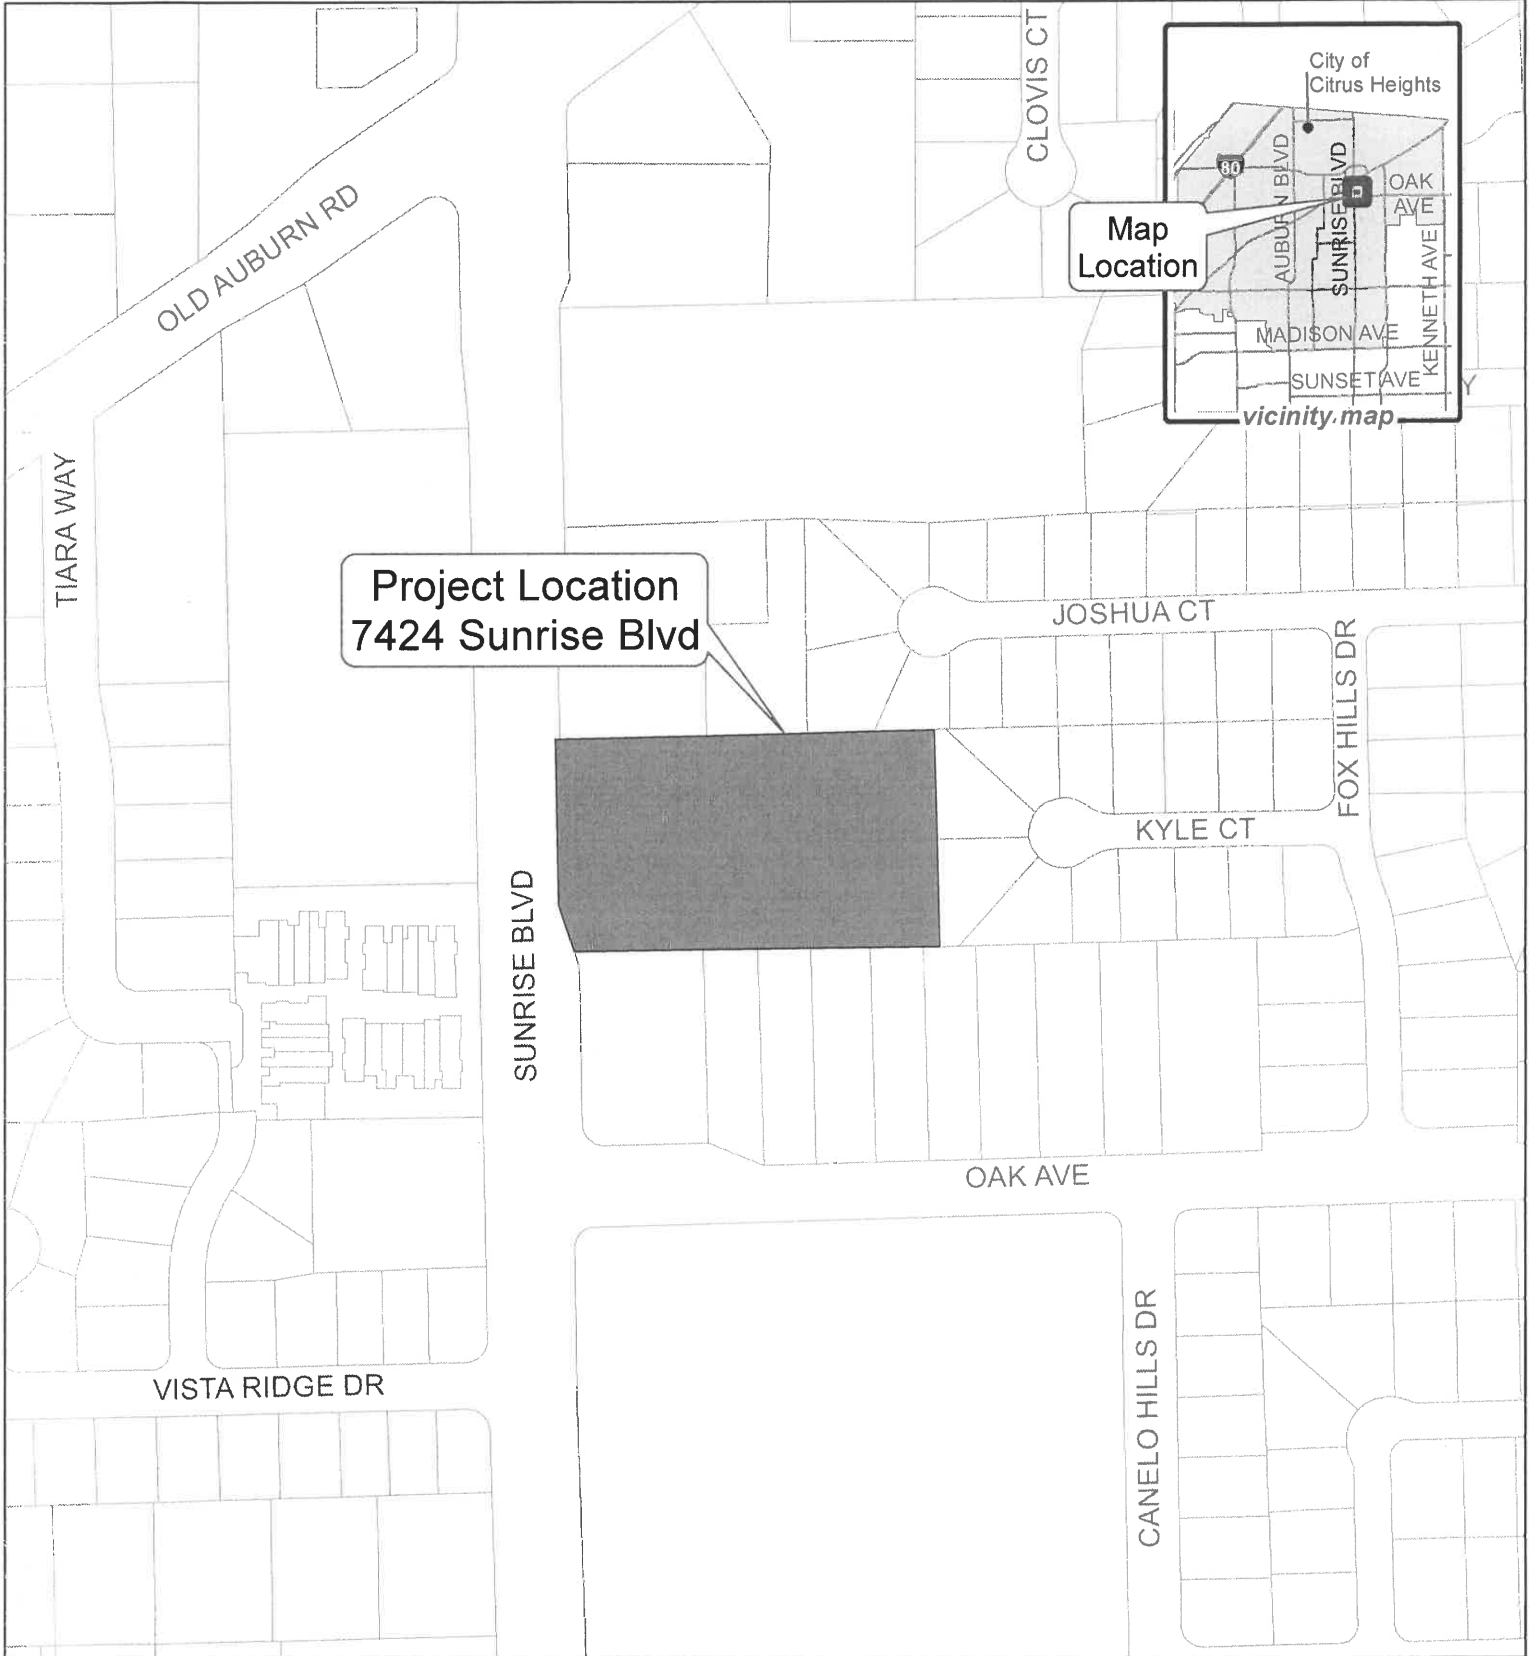 CLOVIS CT
City of
Citrus Heights
80
AUBURN BLVD
SUNRISE BLVD
OAK
AVE
Map
Location
KENNETH AVE
MADISON AVE
SUNSET AVE
vicinity map
OLD AUBURN RD
TIARA WAY
Project Location
7424 Sunrise Blvd
JOSHUA CT
FOX HILLS DR
KYLE CT
SUNRISE BLVD
OAK AVE
CANELO HILLS DR
VISTA RIDGE DR